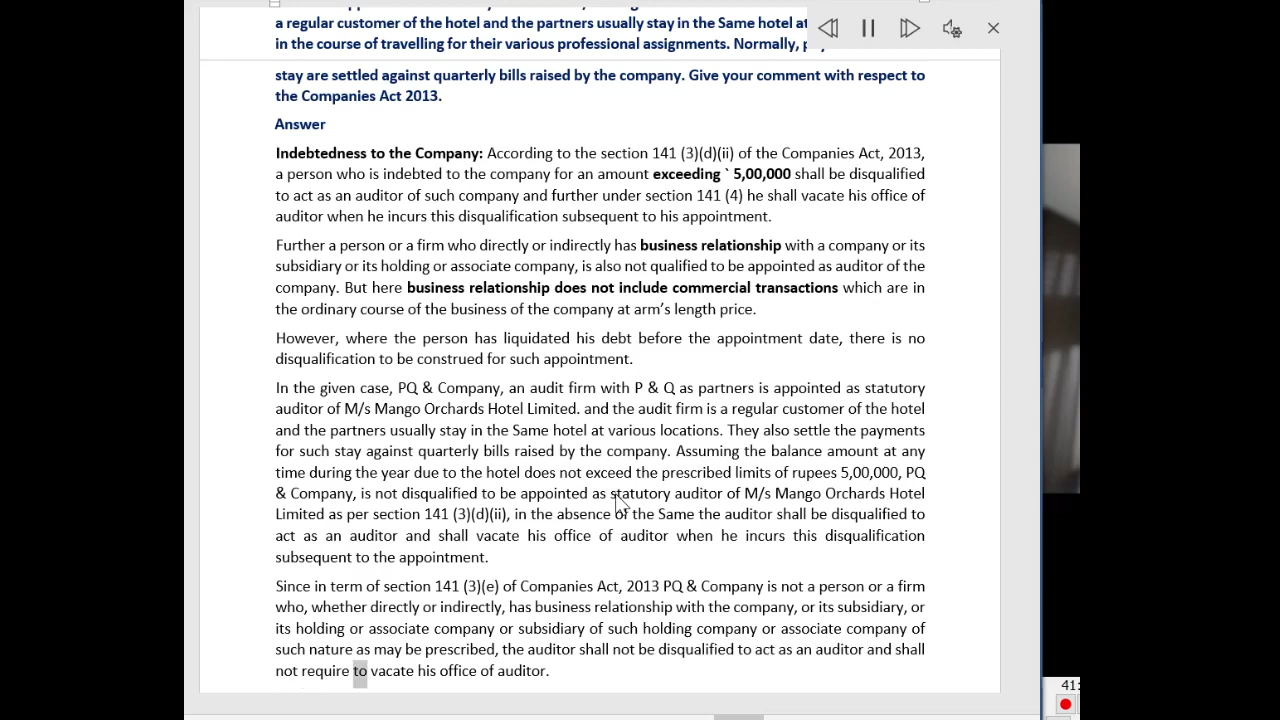 a regular customer of the hotel and the partners usually stay in the Same hotel at
in the course of travelling for their various professional assignments. Normally,
stay are settled against quarterly bills raised by the company. Give your comment with respect to
the Companies Act 2013.
Answer
Indebtedness to the Company: According to the section 141 (3)(d)(ii) of the Companies Act, 2013,
a person who is indebted to the company for an amount exceeding ` 5,00,000 shall be disqualified
to act as an auditor of such company and further under section 141 (4) he shall vacate his office of
auditor when he incurs this disqualification subsequent to his appointment.
Further a person or a firm who directly or indirectly has business relationship with a company or its
subsidiary or its holding or associate company, is also not qualified to be appointed as auditor of the
company. But here business relationship does not include commercial transactions which are in
the ordinary course of the business of the company at arm's length price.
However, where the person has liquidated his debt before the appointment date, there is no
disqualification to be construed for such appointment.
In the given case, PQ & Company, an audit firm with P & Q as partners is appointed as statutory
auditor of M/s Mango Orchards Hotel Limited. and the audit firm is a regular customer of the hotel
and the partners usually stay in the Same hotel at various locations. They also settle the payments
for such stay against quarterly bills raised by the company. Assuming the balance amount at any
time during the year due to the hotel does not exceed the prescribed limits of rupees 5,00,000, PQ
& Company, is not disqualified to be appointed as statutory auditor of M/s Mango Orchards Hotel
Limited as per section 141 (3)(d)(ii), in the absence of the Same the auditor shall be disqualified to
act as an auditor and shall vacate his office of auditor when he incurs this disqualification
subsequent to the appointment.
Since in term of section 141 (3)(e) of Companies Act, 2013 PQ & Company is not a person or a firm
who, whether directly or indirectly, has business relationship with the company, or its subsidiary, or
its holding or associate company or subsidiary of such holding company or associate company of
such nature as may be prescribed, the auditor shall not be disqualified to act as an auditor and shall
not require to vacate his office of auditor.
41: